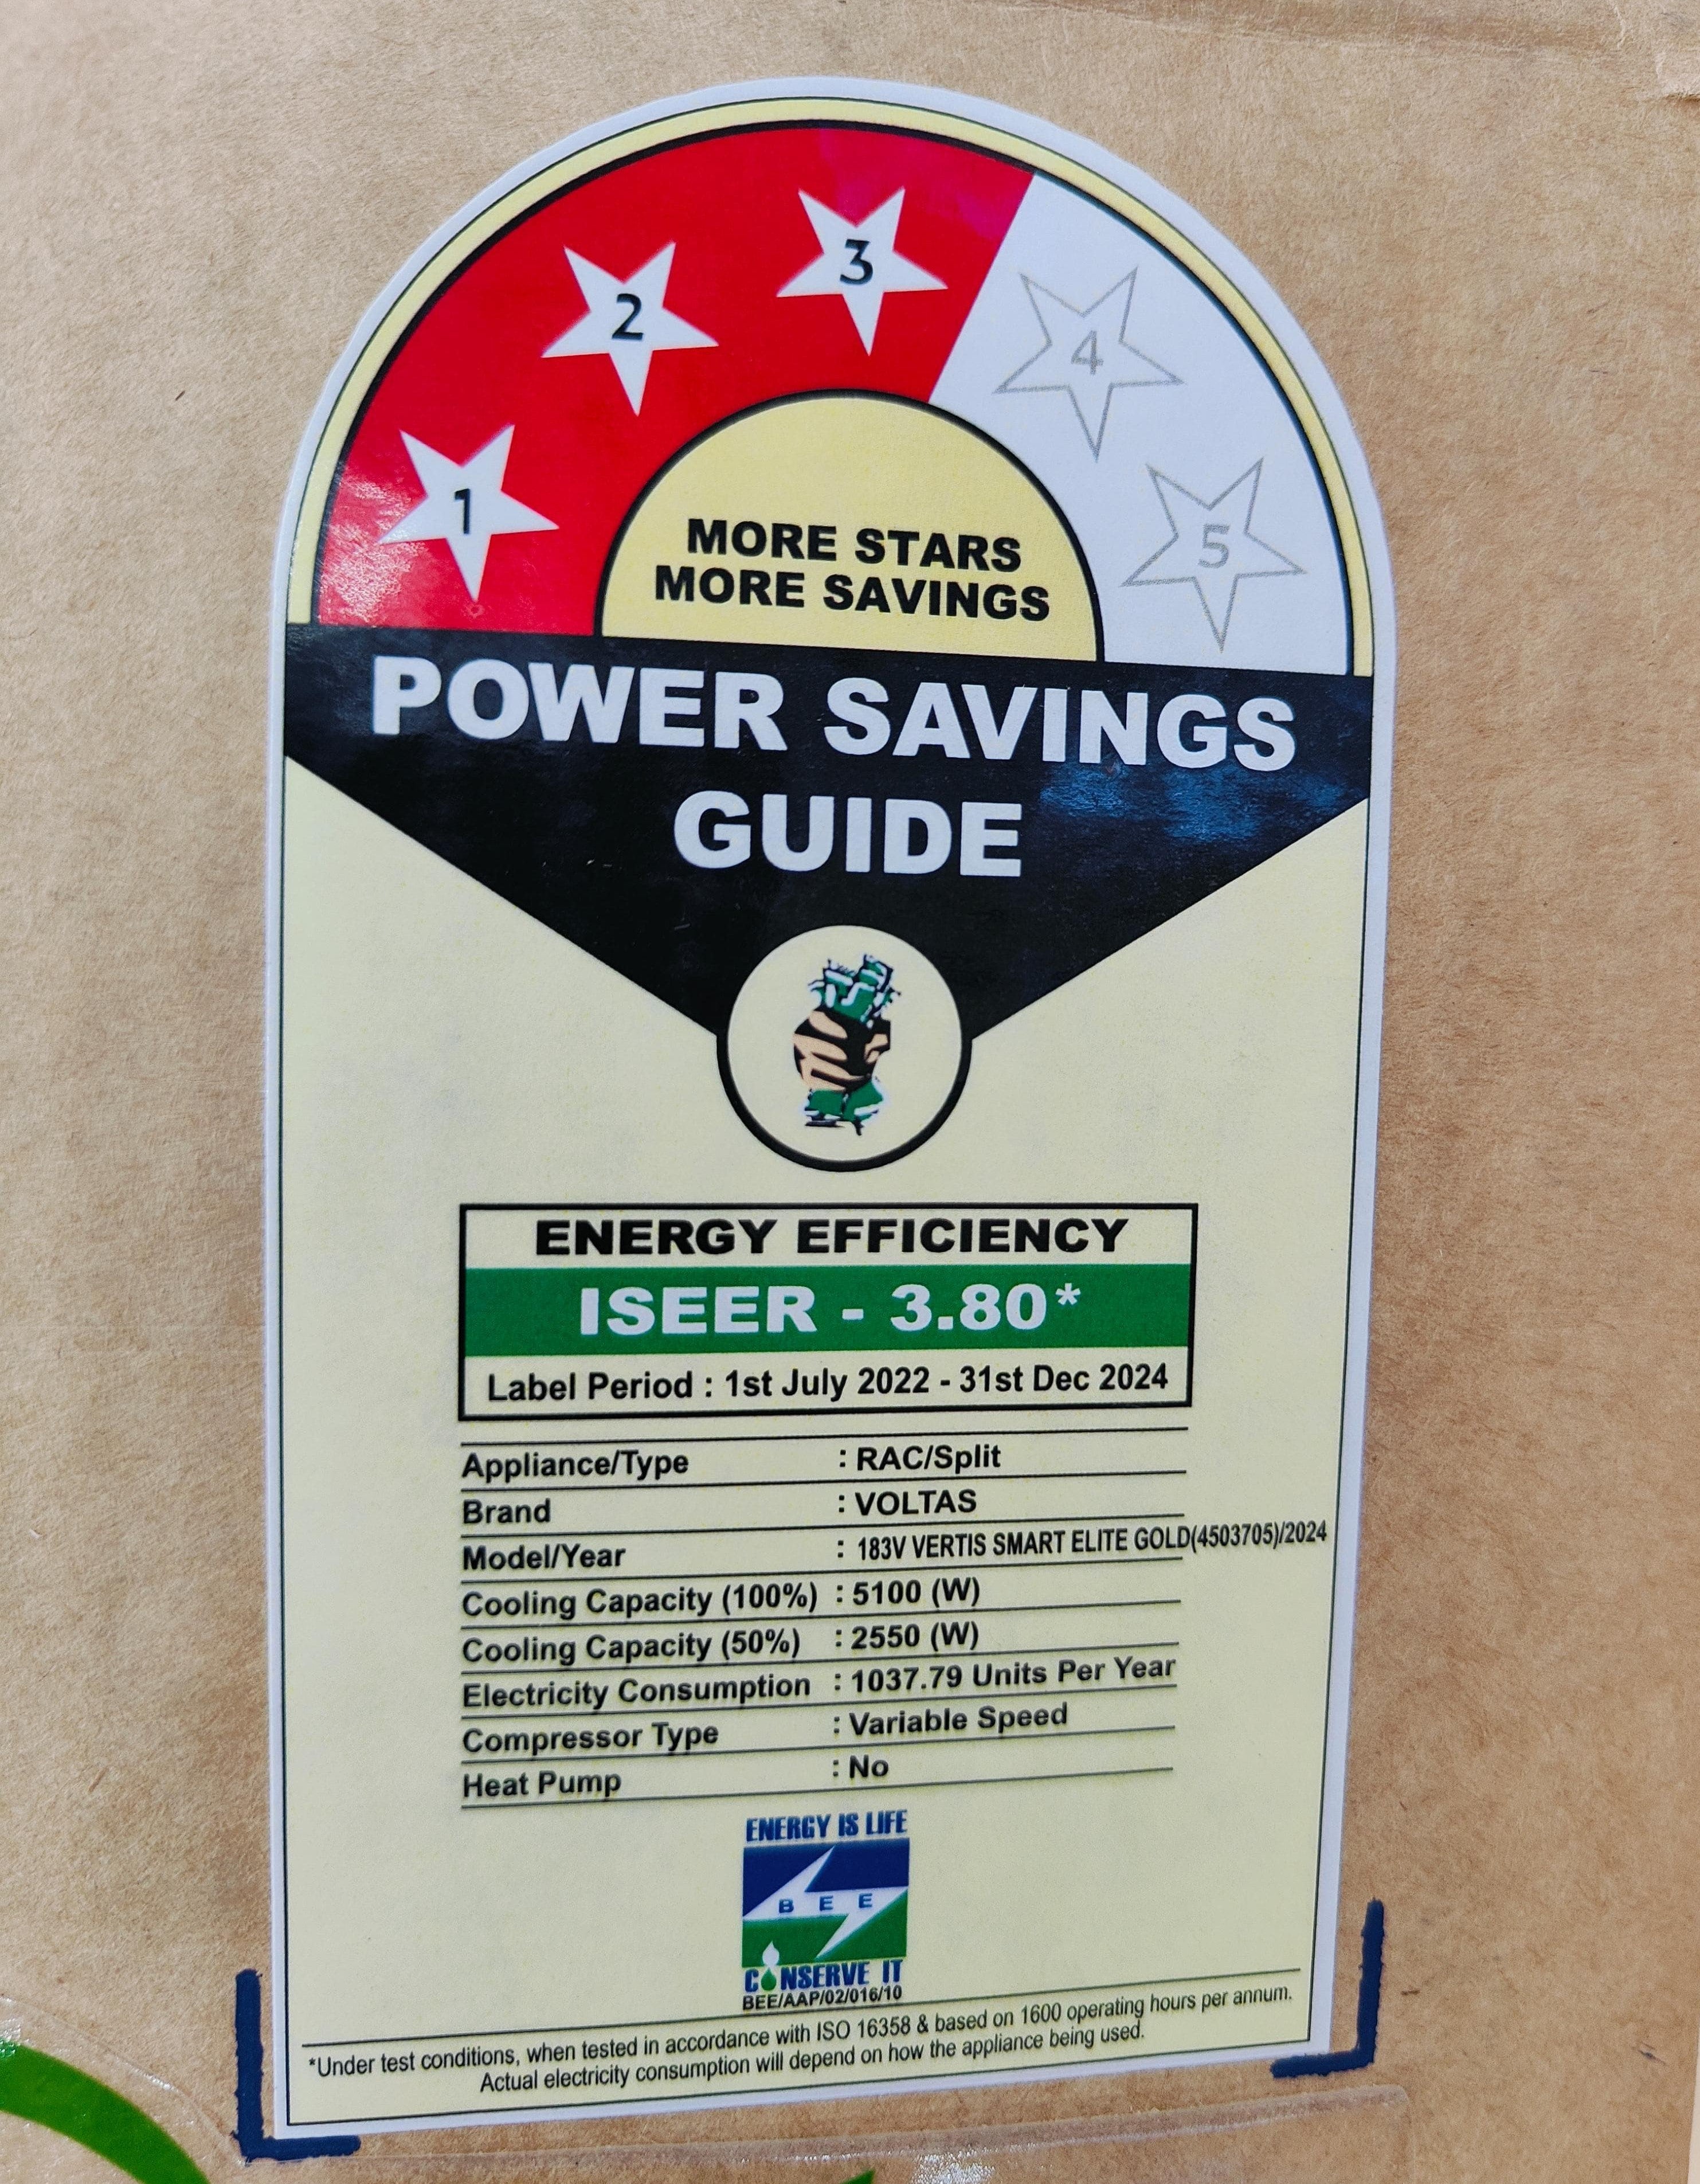 1
2
3
4
5
MORE STARS
MORE SAVINGS
POWER SAVINGS
GUIDE
ENERGY EFFICIENCY
ISEER - 3.80*
Label Period : 1st July 2022 - 31st Dec 2024
Appliance/Type : RAC/Split
Brand : VOLTAS
Model/Year : 183V VERTIS SMART ELITE GOLD(4503705)/2024
Cooling Capacity (100%) : 5100 (W)
Cooling Capacity (50%) : 2550 (W)
Electricity Consumption : 1037.79 Units Per Year
Compressor Type : Variable Speed
Heat Pump : No
ENERGY IS LIFE
BEE
CONSERVE IT
BEE/AAP/02/016/10
*Under test conditions, when tested in accordance with ISO 16358 & based on 1600 operating hours per annum.
Actual electricity consumption will depend on how the appliance being used.